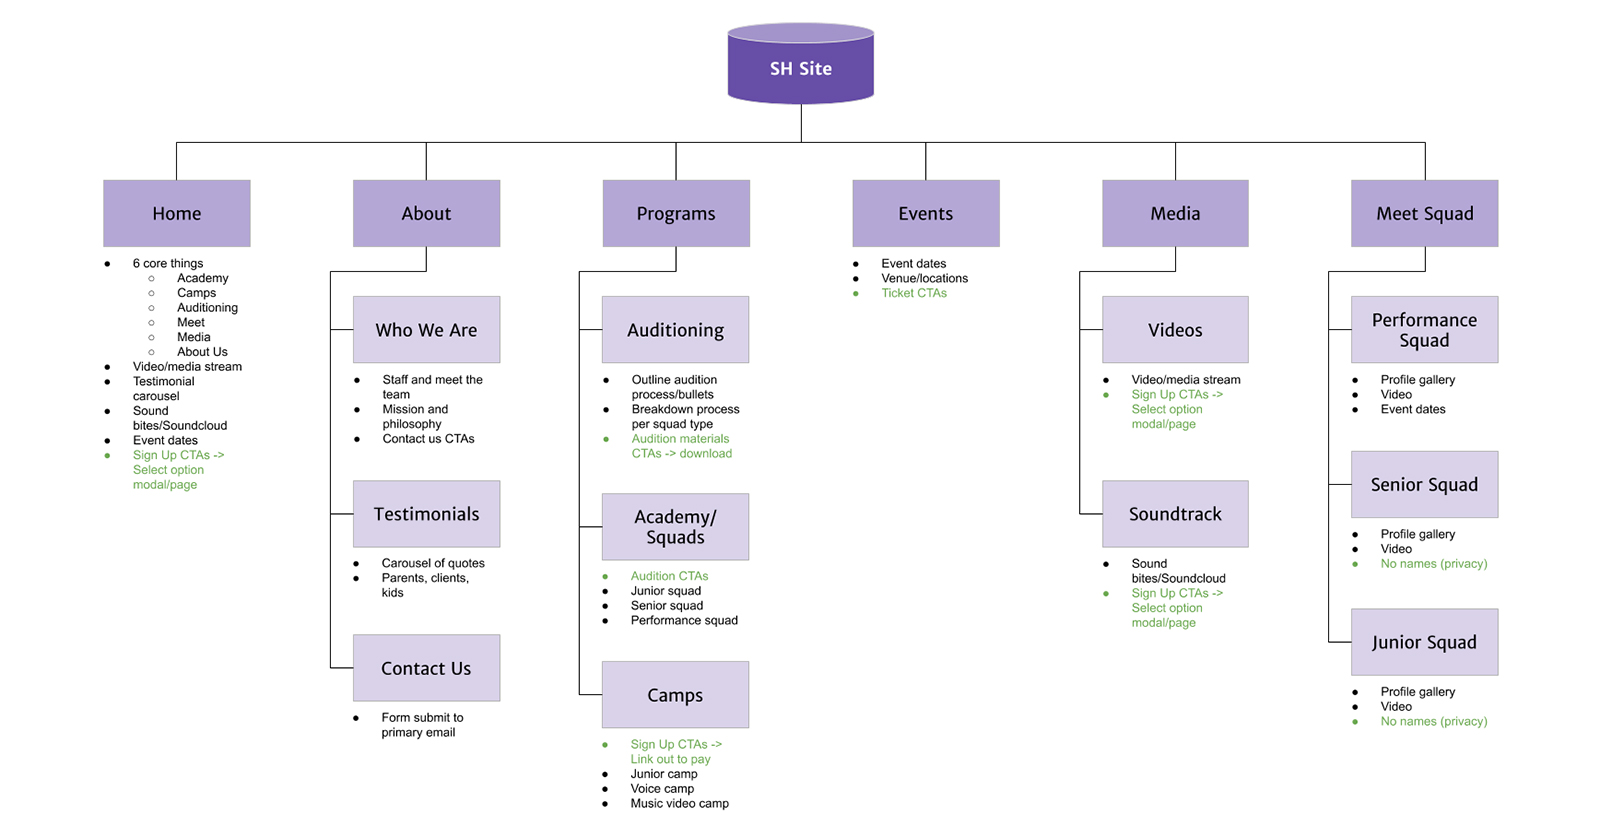 SH Site
Home
6 core things
Academy
Camps
Auditioning
Meet
Media
About Us
Video/media stream
Testimonial
carousel
Sound
bites/Soundcloud
Event dates
Sign Up CTAs ->
Select option
modal/page
About
Who We Are
Staff and meet the
team
Mission and
philosophy
Contact us CTAs
Testimonials
Carousel of quotes
Parents, clients,
kids
Contact Us
Form submit to
primary email
Programs
Auditioning
Outline audition
process/bullets
Breakdown process
per squad type
Audition materials
CTAs -> download
Academy/
Squads
Audition CTAs
Junior squad
Senior squad
Performance squad
Camps
Sign Up CTAs ->
Link out to pay
Junior camp
Voice camp
Music video camp
Events
Event dates
Venue/locations
Ticket CTAs
Media
Videos
Video/media stream
Sign Up CTAs ->
Select option
modal/page
Soundtrack
Sound
bites/Soundcloud
Sign Up CTAs ->
Select option
modal/page
Meet Squad
Performance
Squad
Profile gallery
Video
Event dates
Senior Squad
Profile gallery
Video
No names (privacy)
Junior Squad
Profile gallery
Video
No names (privacy)